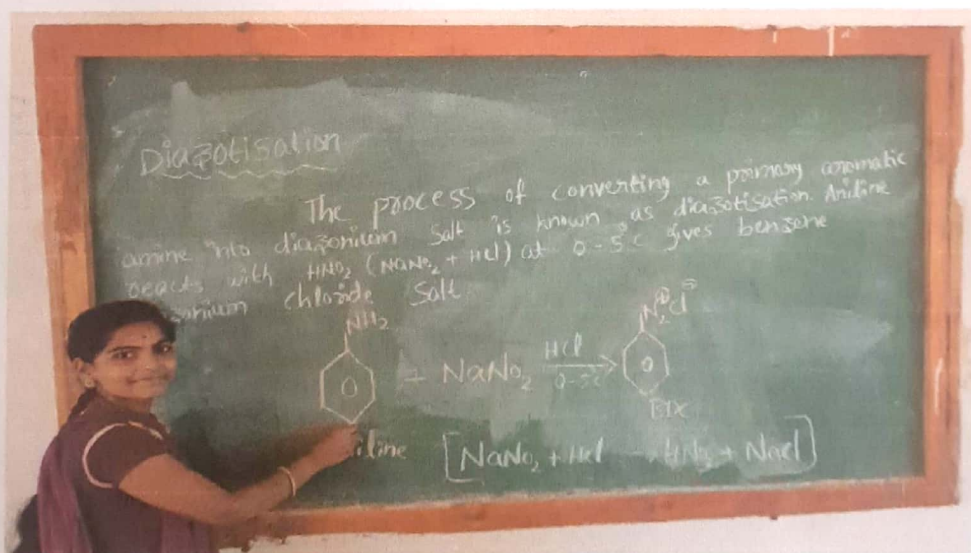 Diazotisation
The process of converting a primary aromatic
amine into diazonium Salt is known as diazotisation. Aniline
reacts with HNO₂ (NaNO₂ + HCl) at 0-5°C gives benzene
chloride Salt.
NH₂
N₂⊕Cl⊖
+ NaNO₂ HCl 0-5°C
[NaNO₂ + HCl → HNO₂ + NaCl]